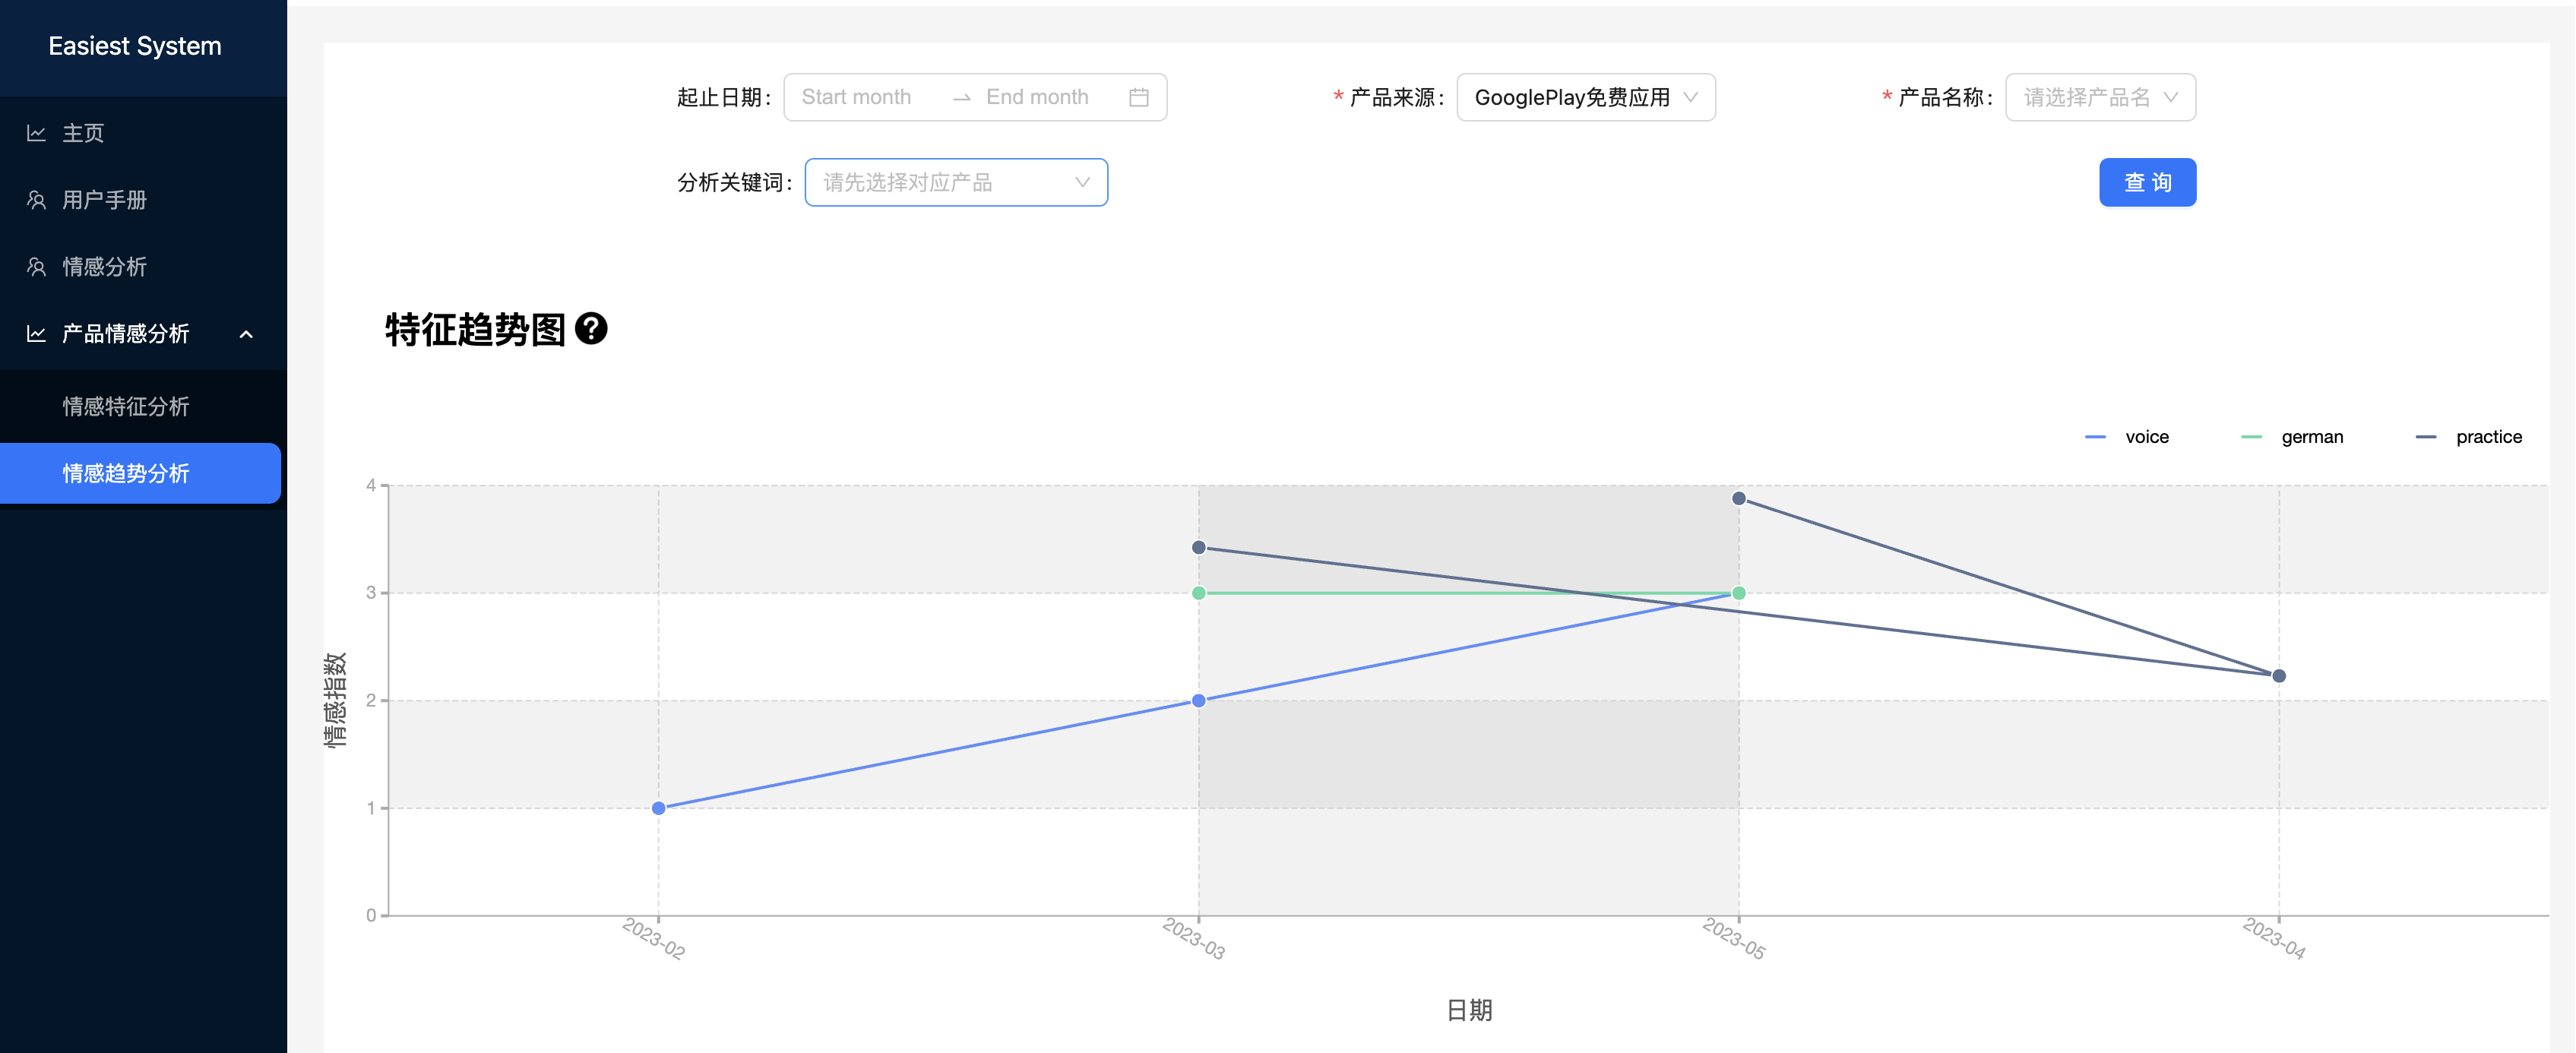 Easiest System
主页
用户手册
情感分析
产品情感分析
情感特征分析
情感趋势分析
起止日期: Start month End month
* 产品来源: GooglePlay免费应用
* 产品名称: 请选择产品名
分析关键词: 请先选择对应产品
查 询
特征趋势图 ?
voice german practice
4
3
2
1
0
情感指数
2023-02 2023-03 2023-05 2023-04
日期